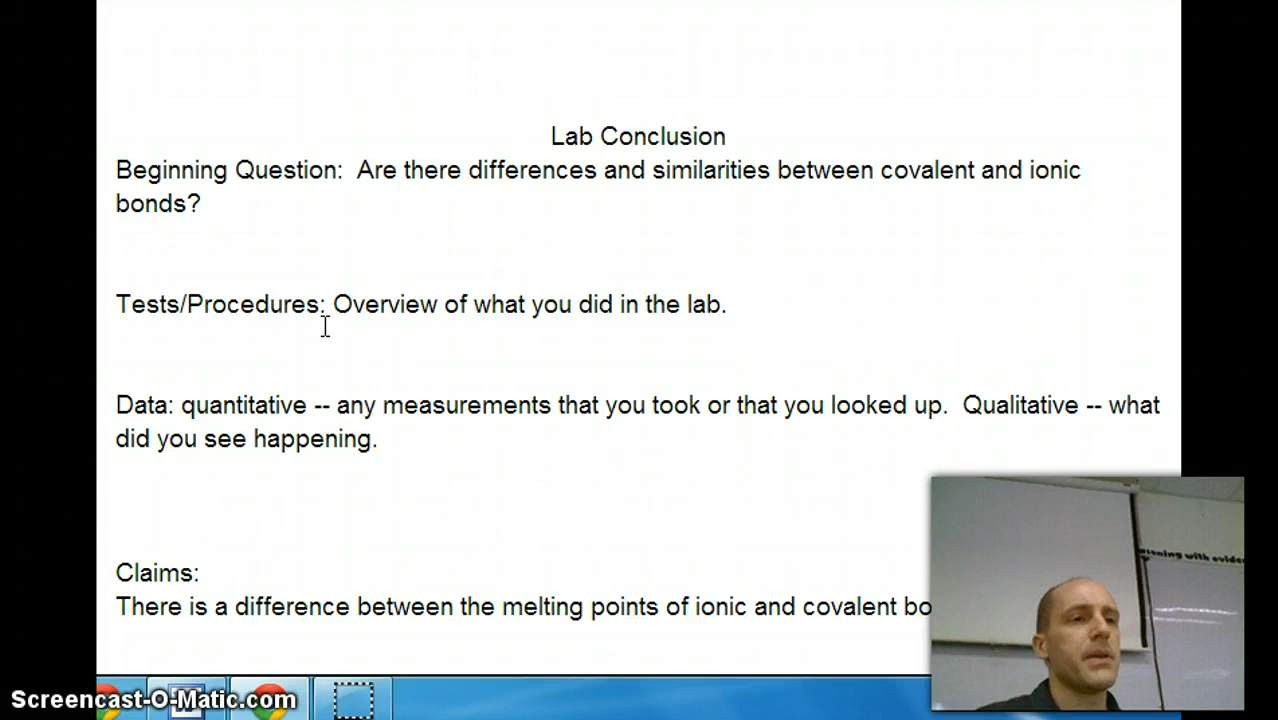 Lab Conclusion
Beginning Question:  Are there differences and similarities between covalent and ionic
bonds?
Tests/Procedures: Overview of what you did in the lab.
Data: quantitative -- any measurements that you took or that you looked up.  Qualitative -- what
did you see happening.
Claims:
There is a difference between the melting points of ionic and covalent bo
with
Screencast-O-Matic.com